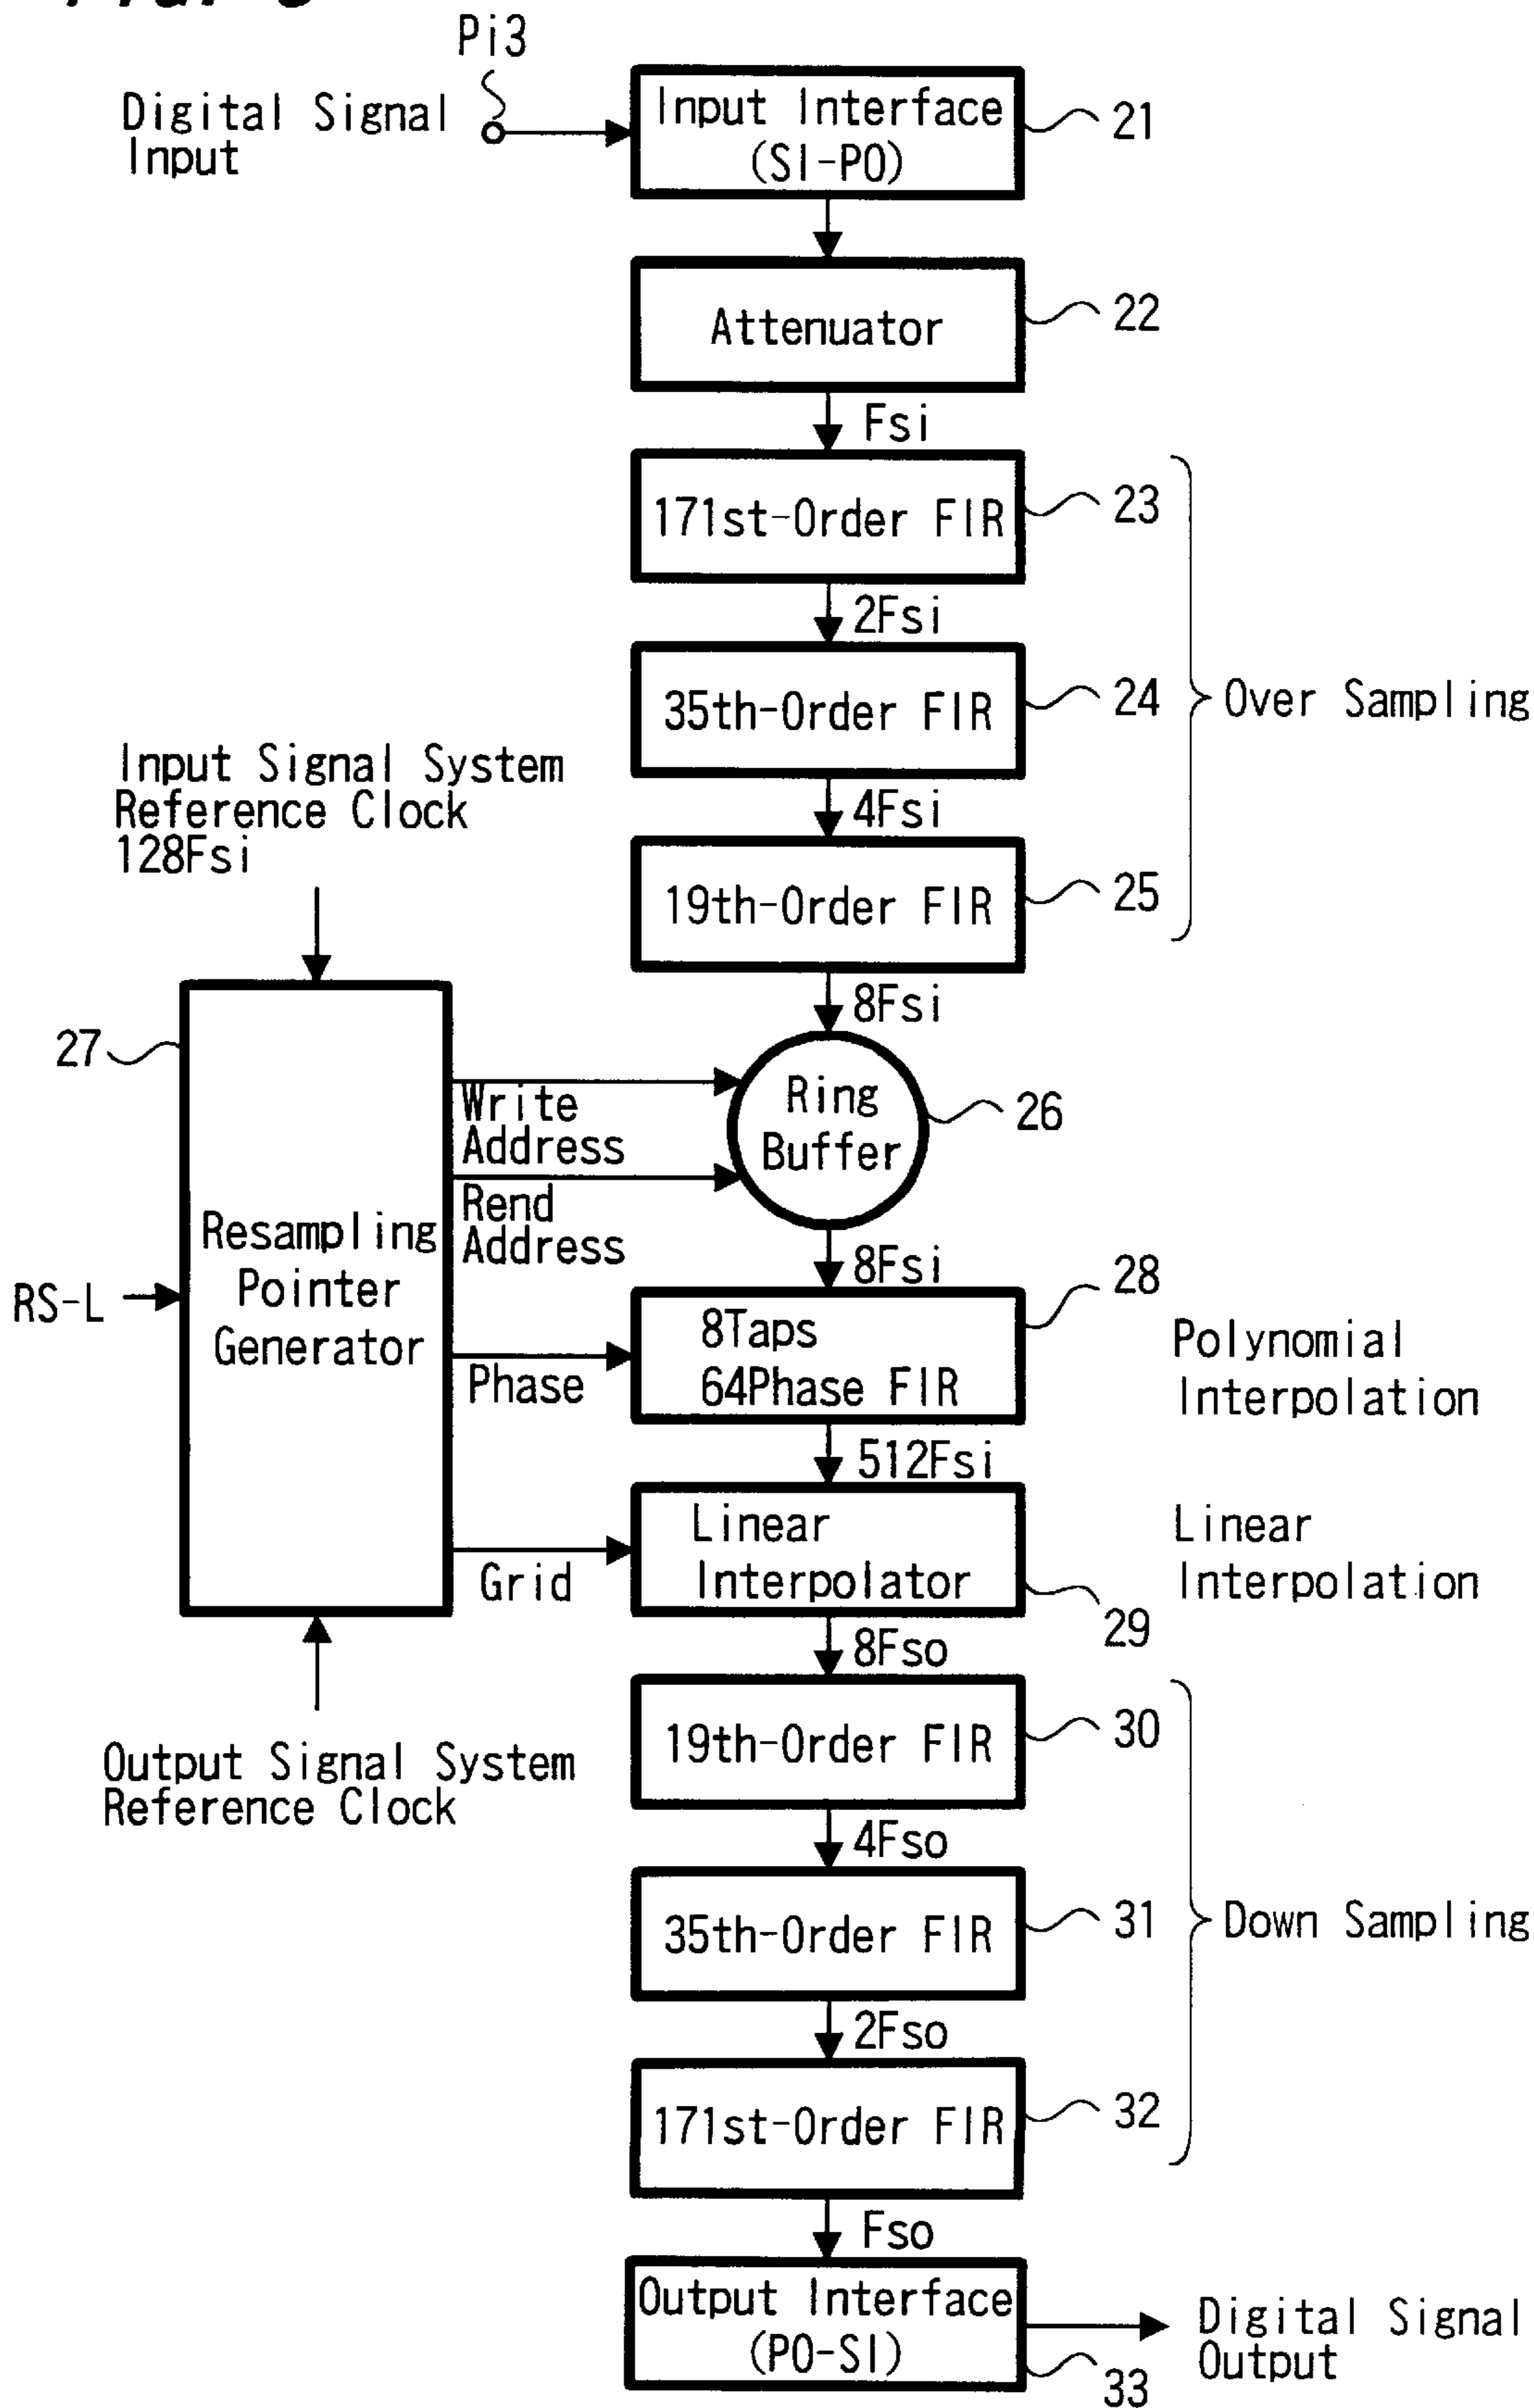 Pi3
Digital Signal
Input
Input Interface
(SI-PO)
21
Attenuator
22
Fsi
171st-Order FIR
23
2Fsi
35th-Order FIR
24
Over Sampling
4Fsi
Input Signal System
Reference Clock
128Fsi
19th-Order FIR
25
8Fsi
27
Write
Address
Ring
Buffer
26
Rend
Address
Resampling
Pointer
Generator
RS-L
8Fsi
28
8Taps
64Phase FIR
Phase
Polynomial
Interpolation
512Fsi
Linear
Interpolator
Grid
Linear
Interpolation
29
8Fso
19th-Order FIR
30
Output Signal System
Reference Clock
4Fso
35th-Order FIR
31
Down Sampling
2Fso
171st-Order FIR
32
Fso
Output Interface
(PO-SI)
Digital Signal
Output
33